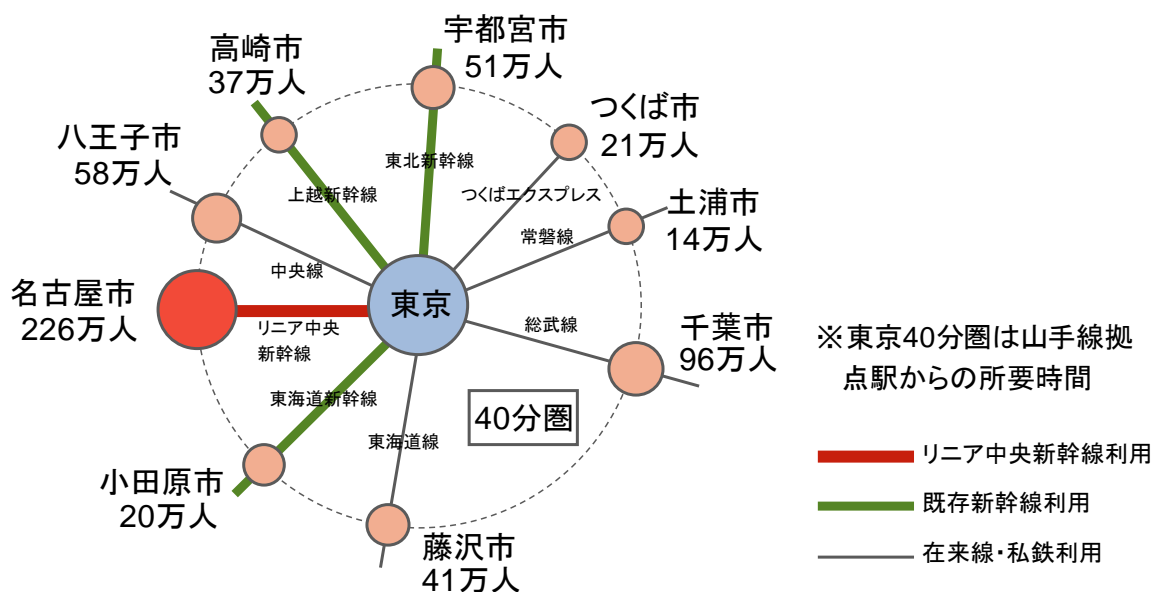 宇都宮市
51万人
高崎市
37万人
つくば市
21万人
八王子市
58万人
東北新幹線
上越新幹線
つくばエクスプレス
土浦市
14万人
常磐線
中央線
名古屋市
226万人
東京
リニア中央
新幹線
総武線
千葉市
96万人
※東京40分圏は山手線拠
点駅からの所要時間
東海道新幹線
40分圏
東海道線
小田原市
20万人
藤沢市
41万人
リニア中央新幹線利用
既存新幹線利用
在来線・私鉄利用